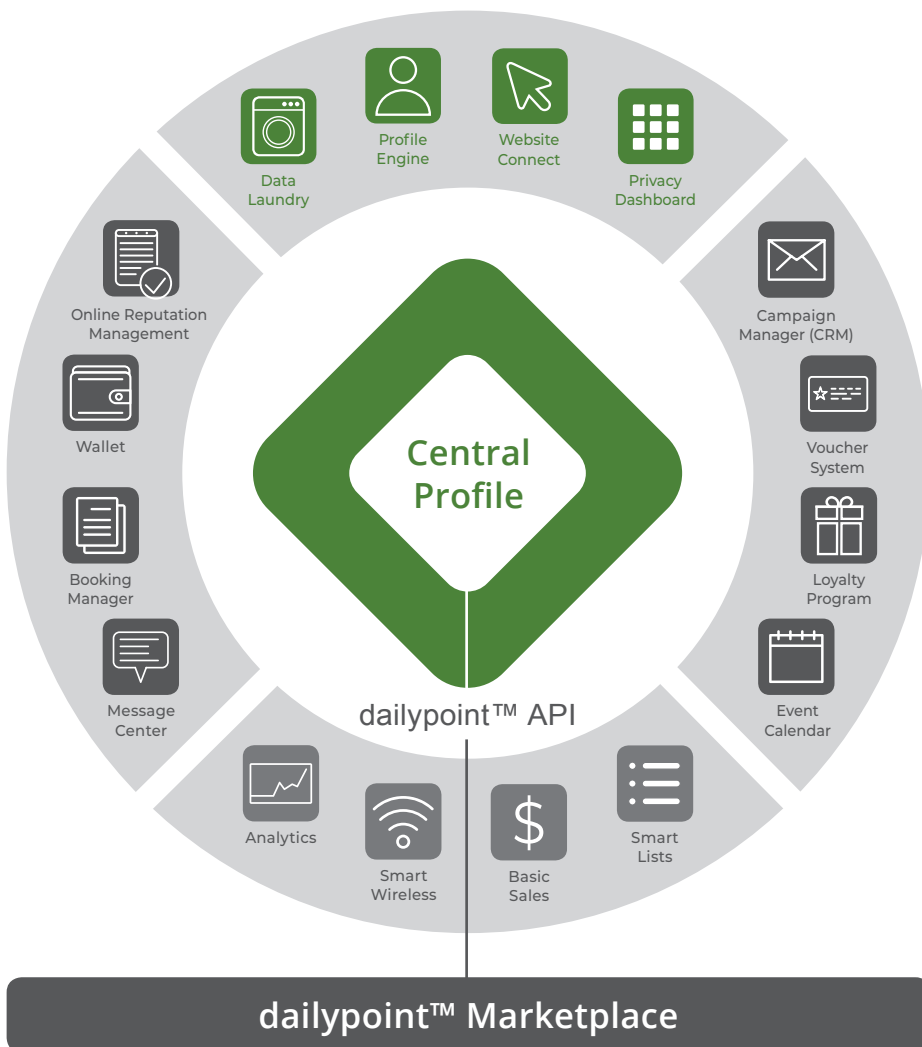 Data
Laundry
Profile
Engine
Website
Connect
Privacy
Dashboard
Online Reputation
Management
Campaign
Manager (CRM)
Wallet
Voucher
System
Central
Profile
Booking
Manager
Loyalty
Program
Message
Center
Event
Calendar
dailypoint™ API
Analytics
Smart
Wireless
$
Basic
Sales
Smart
Lists
dailypoint™ Marketplace